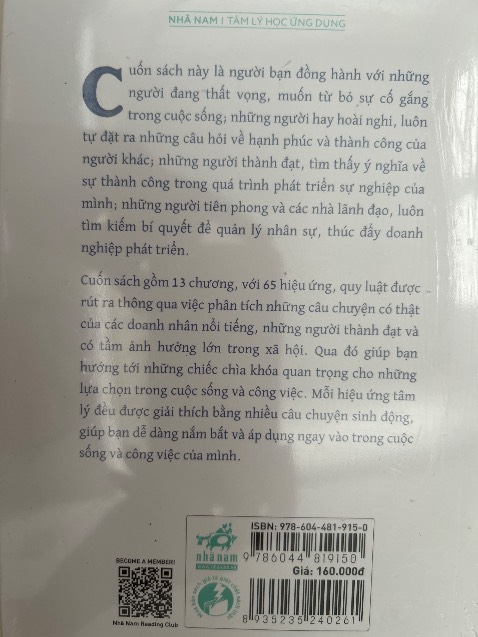 NHÃ NAM | TÂM LÝ HỌC ỨNG DỤNG
Cuốn sách này là người bạn đồng hành với những
người đang thất vọng, muốn từ bỏ sự cố gắng
trong cuộc sống; những người hay hoài nghi, luôn
tự đặt ra những câu hỏi về hạnh phúc và thành công của
người khác; những người thành đạt, tìm thấy ý nghĩa về
sự thành công trong quá trình phát triển sự nghiệp của
mình; những người tiên phong và các nhà lãnh đạo, luôn
tìm kiếm bí quyết để quản lý nhân sự, thúc đẩy doanh
nghiệp phát triển.
Cuốn sách gồm 13 chương, với 65 hiệu ứng, quy luật được
rút ra thông qua việc phân tích những câu chuyện có thật
của các doanh nhân nổi tiếng, những người thành đạt và
có tầm ảnh hưởng lớn trong xã hội. Qua đó giúp bạn
hướng tới những chiếc chìa khóa quan trọng cho những
lựa chọn trong cuộc sống và công việc. Mỗi hiệu ứng tâm
lý đều được giải thích bằng nhiều câu chuyện sinh động,
giúp bạn dễ dàng nắm bắt và áp dụng ngay vào trong cuộc
sống và công việc của mình.
BECOME A MEMBER!
Nhã Nam Reading Club
nhãnam
ISBN: 978-604-481-915-0
9 786044 819150
Giá: 160.000đ
8 935235 240261